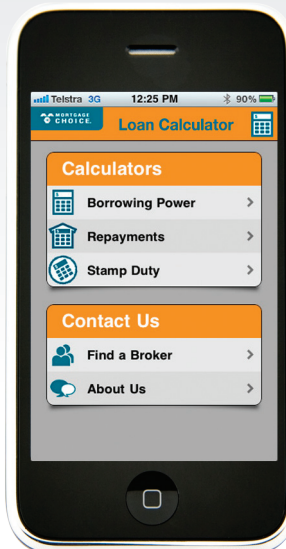 Telstra 3G 12:25 PM 90%
MORTGAGE
CHOICE.
Loan Calculator
Calculators
Borrowing Power
Repayments
Stamp Duty
Contact Us
Find a Broker
About Us